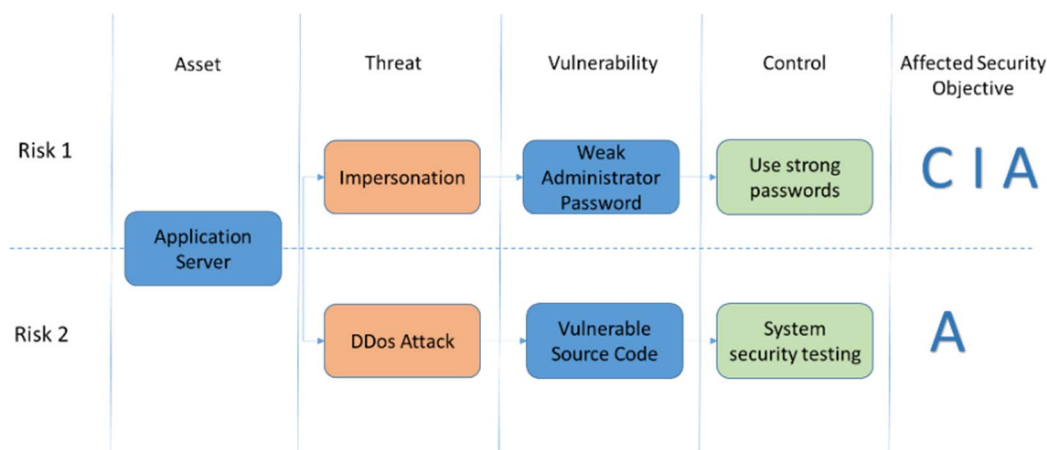 Asset
Threat
Vulnerability
Control
Affected Security
Objective
Risk 1
Impersonation
Weak
Administrator
Password
Use strong
passwords
C I A
Application
Server
Risk 2
DDos Attack
Vulnerable
Source Code
System
security testing
A